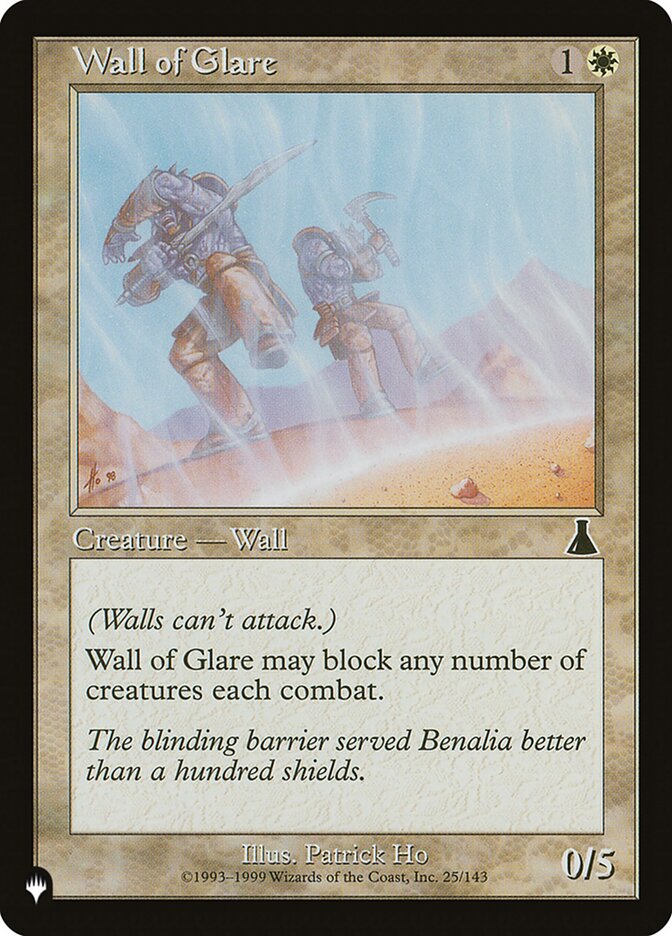 Wall of Glare
1
Ho 98
Creature — Wall
(Walls can't attack.)
Wall of Glare may block any number of
creatures each combat.
The blinding barrier served Benalia better
than a hundred shields.
Illus. Patrick Ho
©1993–1999 Wizards of the Coast, Inc. 25/143
0/5